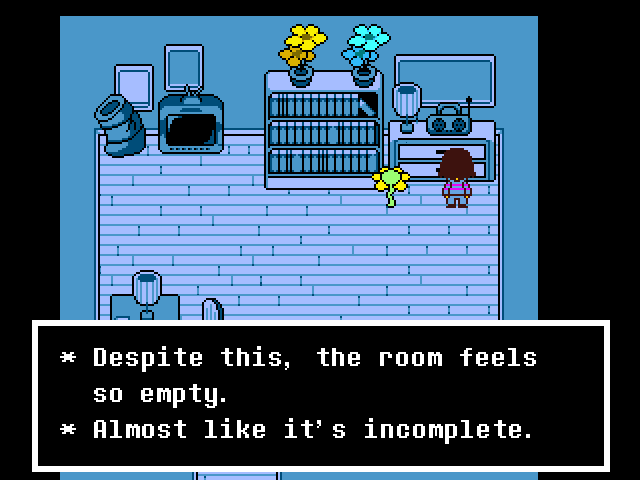 * Despite this, the room feels
so empty.
* Almost like it's incomplete.